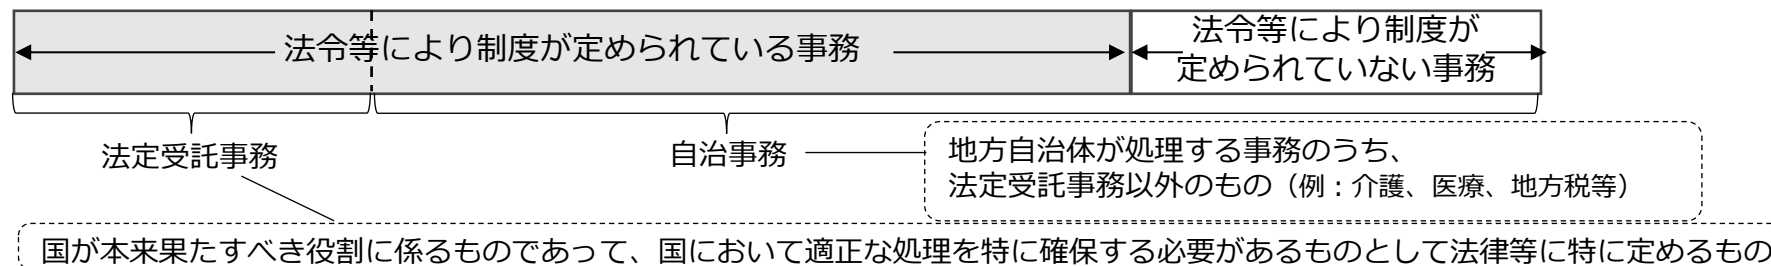 法令等により制度が定められている事務
法令等により制度が
定められていない事務
法定受託事務
自治事務
地方自治体が処理する事務のうち、
法定受託事務以外のもの（例：介護、医療、地方税等）
国が本来果たすべき役割に係るものであって、国において適正な処理を特に確保する必要があるものとして法律等に特に定めるもの